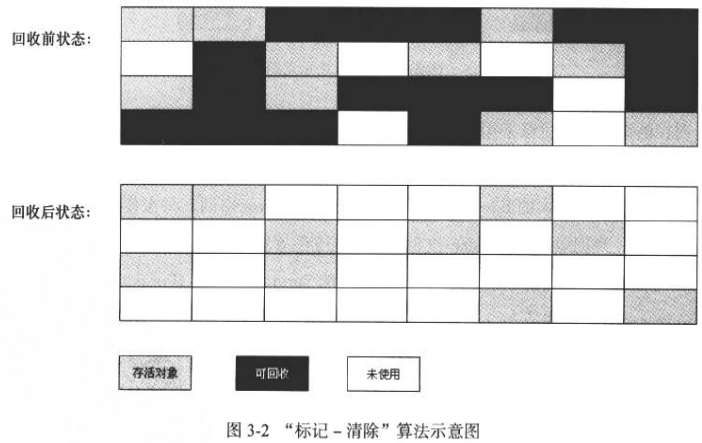 回收前状态：
回收后状态：
存活对象
可回收
未使用
图 3-2 “标记－清除”算法示意图